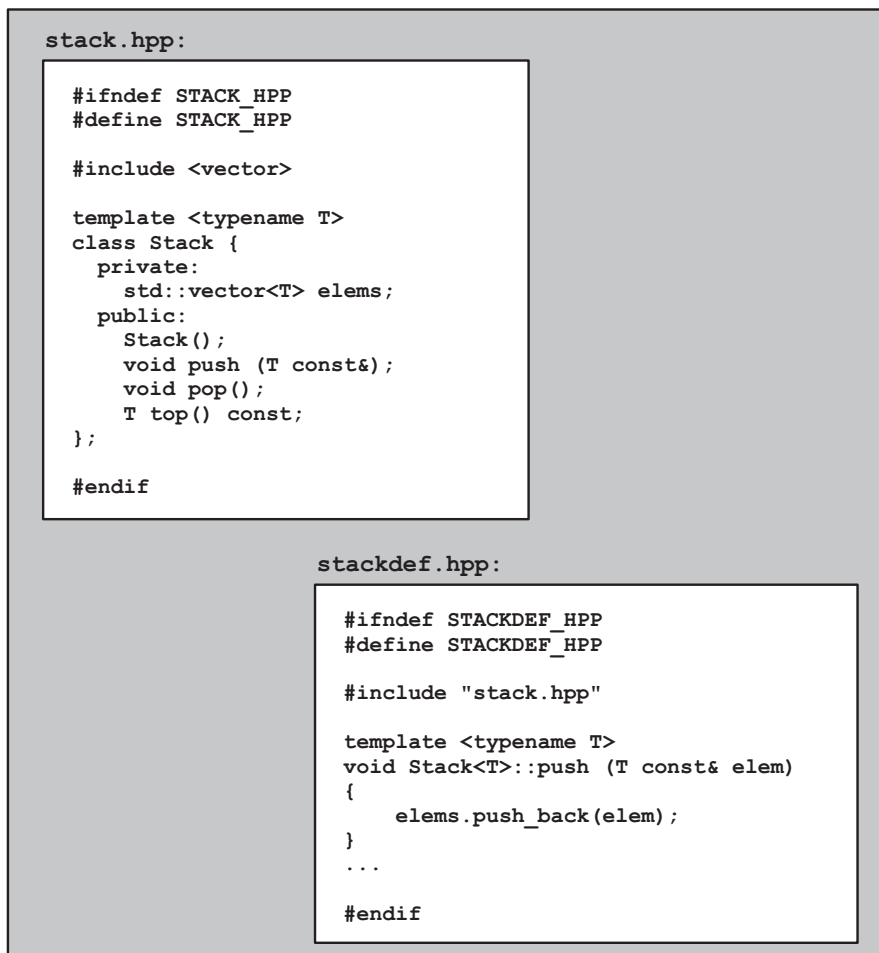 stack.hpp:
#ifndef STACK_HPP
#define STACK_HPP
#include <vector>
template <typename T>
class Stack {
private:
std::vector<T> elems;
public:
Stack();
void push (T const&);
void pop();
T top() const;
};
#endif
stackdef.hpp:
#ifndef STACKDEF_HPP
#define STACKDEF_HPP
#include "stack.hpp"
template <typename T>
void Stack<T>::push (T const& elem)
{
elems.push_back(elem);
}
...
#endif